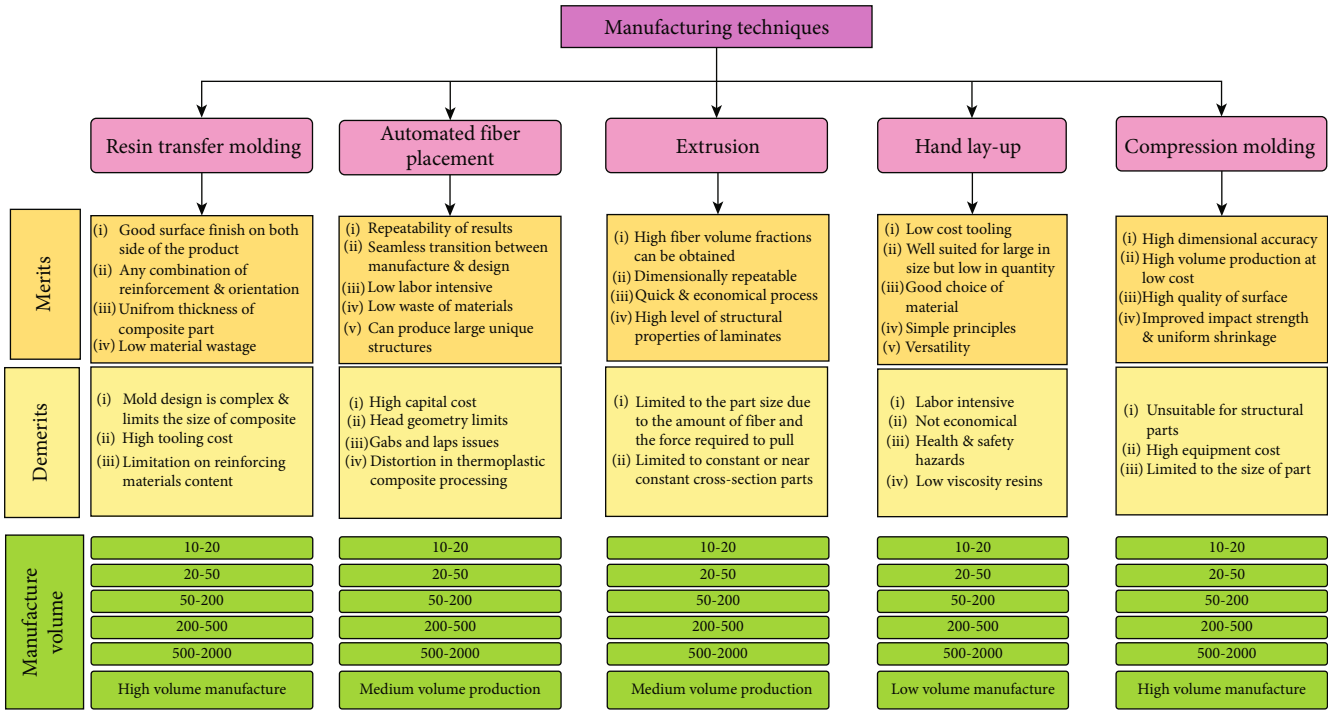 Manufacturing techniques
Resin transfer molding
Automated fiber
placement
Extrusion
Hand lay-up
Compression molding
Merits
(i) Good surface finish on both
side of the product
(ii) Any combination of
reinforcement & orientation
(iii) Unifrom thickness of
composite part
(iv) Low material wastage
(i) Repeatability of results
(ii) Seamless transition between
manufacture & design
(iii) Low labor intensive
(iv) Low waste of materials
(v) Can produce large unique
structures
(i) High fiber volume fractions
can be obtained
(ii) Dimensionally repeatable
(iii) Quick & economical process
(iv) High level of structural
properties of laminates
(i) Low cost tooling
(ii) Well suited for large in
size but low in quantity
(iii) Good choice of
material
(iv) Simple principles
(v) Versatility
(i) High dimensional accuracy
(ii) High volume production at
low cost
(iii) High quality of surface
(iv) Improved impact strength
& uniform shrinkage
Demerits
(i) Mold design is complex &
limits the size of composite
(ii) High tooling cost
(iii) Limitation on reinforcing
materials content
(i) High capital cost
(ii) Head geometry limits
(iii) Gabs and laps issues
(iv) Distortion in thermoplastic
composite processing
(i) Limited to the part size due
to the amount of fiber and
the force required to pull
(ii) Limited to constant or near
constant cross-section parts
(i) Labor intensive
(ii) Not economical
(iii) Health & safety
hazards
(iv) Low viscosity resins
(i) Unsuitable for structural
parts
(ii) High equipment cost
(iii) Limited to the size of part
Manufacture
volume
10-20
20-50
50-200
200-500
500-2000
High volume manufacture
10-20
20-50
50-200
200-500
500-2000
Medium volume production
10-20
20-50
50-200
200-500
500-2000
Medium volume production
10-20
20-50
50-200
200-500
500-2000
Low volume manufacture
10-20
20-50
50-200
200-500
500-2000
High volume manufacture